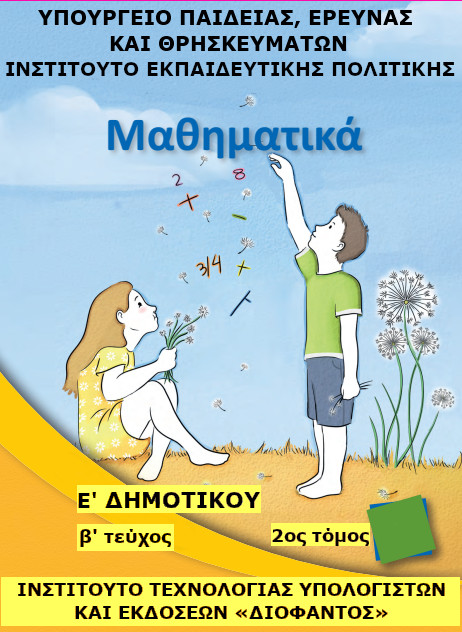 ΥΠΟΥΡΓΕΙΟ ΠΑΙΔΕΙΑΣ, ΕΡΕΥΝΑΣ
ΚΑΙ ΘΡΗΣΚΕΥΜΑΤΩΝ
ΙΝΣΤΙΤΟΥΤΟ ΕΚΠΑΙΔΕΥΤΙΚΗΣ ΠΟΛΙΤΙΚΗΣ
Μαθηματικά
2 8
×
–
3/4 +
Ε' ΔΗΜΟΤΙΚΟΥ
β' τεύχος 2ος τόμος
ΙΝΣΤΙΤΟΥΤΟ ΤΕΧΝΟΛΟΓΙΑΣ ΥΠΟΛΟΓΙΣΤΩΝ
ΚΑΙ ΕΚΔΟΣΕΩΝ «ΔΙΟΦΑΝΤΟΣ»